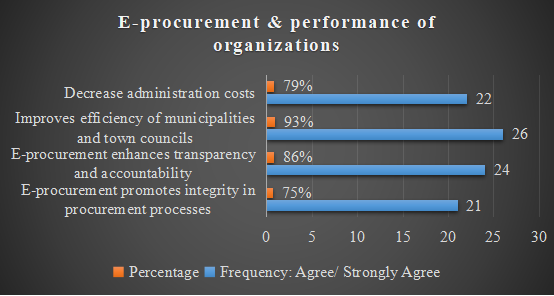 E-procurement & performance of
organizations
Decrease administration costs
79%
22
Improves efficiency of municipalities
and town councils
93%
26
E-procurement enhances transparency
and accountability
86%
24
E-procurement promotes integrity in
procurement processes
75%
21
0 5 10 15 20 25 30
Percentage Frequency: Agree/ Strongly Agree